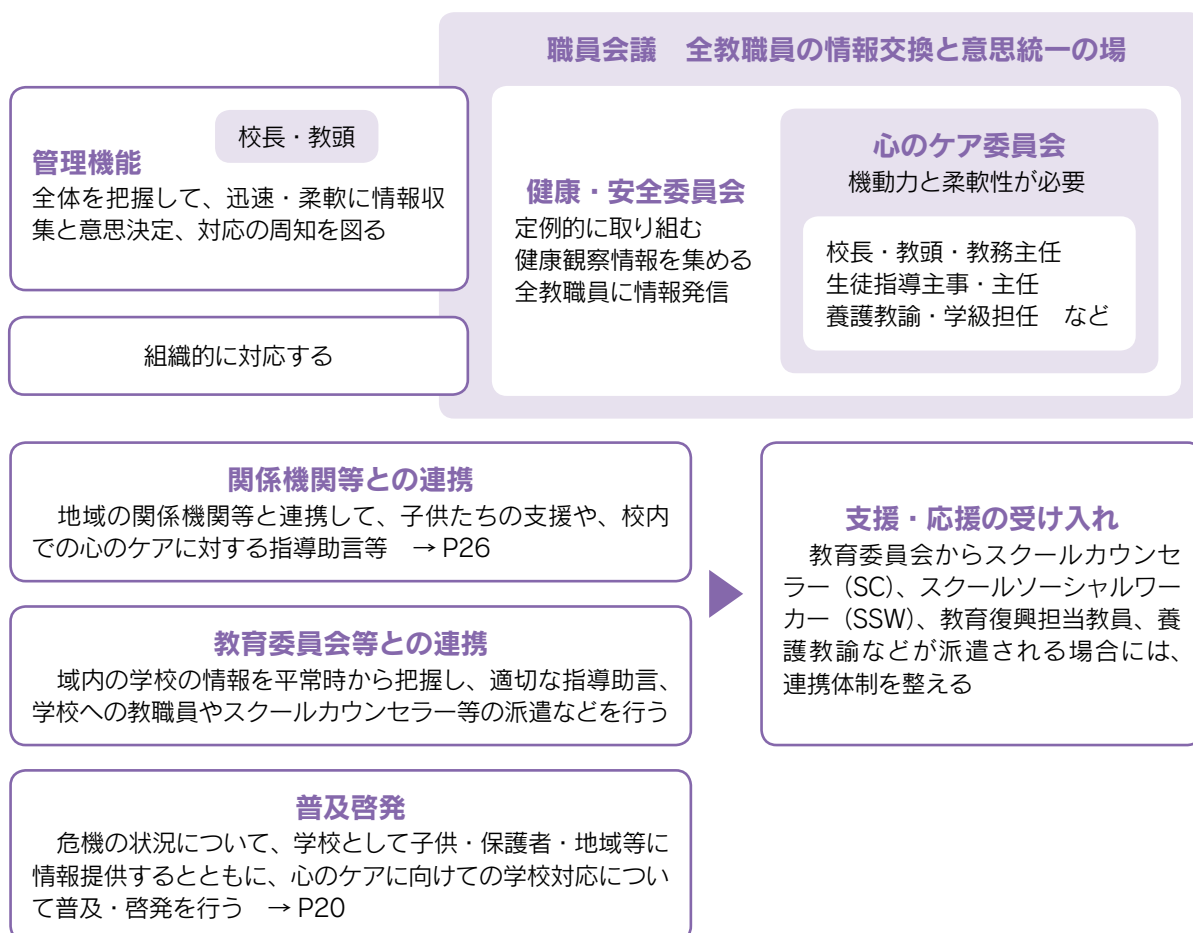 職員会議　全教職員の情報交換と意思統一の場
校長・教頭
管理機能
全体を把握して、迅速・柔軟に情報収
集と意思決定、対応の周知を図る
組織的に対応する
健康・安全委員会
定例的に取り組む
健康観察情報を集める
全教職員に情報発信
心のケア委員会
機動力と柔軟性が必要
校長・教頭・教務主任
生徒指導主事・主任
養護教諭・学級担任　など
関係機関等との連携
　地域の関係機関等と連携して、子供たちの支援や、校内
での心のケアに対する指導助言等　→ P26
教育委員会等との連携
　域内の学校の情報を平常時から把握し、適切な指導助言、
学校への教職員やスクールカウンセラー等の派遣などを行う
普及啓発
　危機の状況について、学校として子供・保護者・地域等に
情報提供するとともに、心のケアに向けての学校対応につい
て普及・啓発を行う　→ P20
支援・応援の受け入れ
　教育委員会からスクールカウンセ
ラー（SC）、スクールソーシャルワー
カー（SSW）、教育復興担当教員、養
護教諭などが派遣される場合には、
連携体制を整える